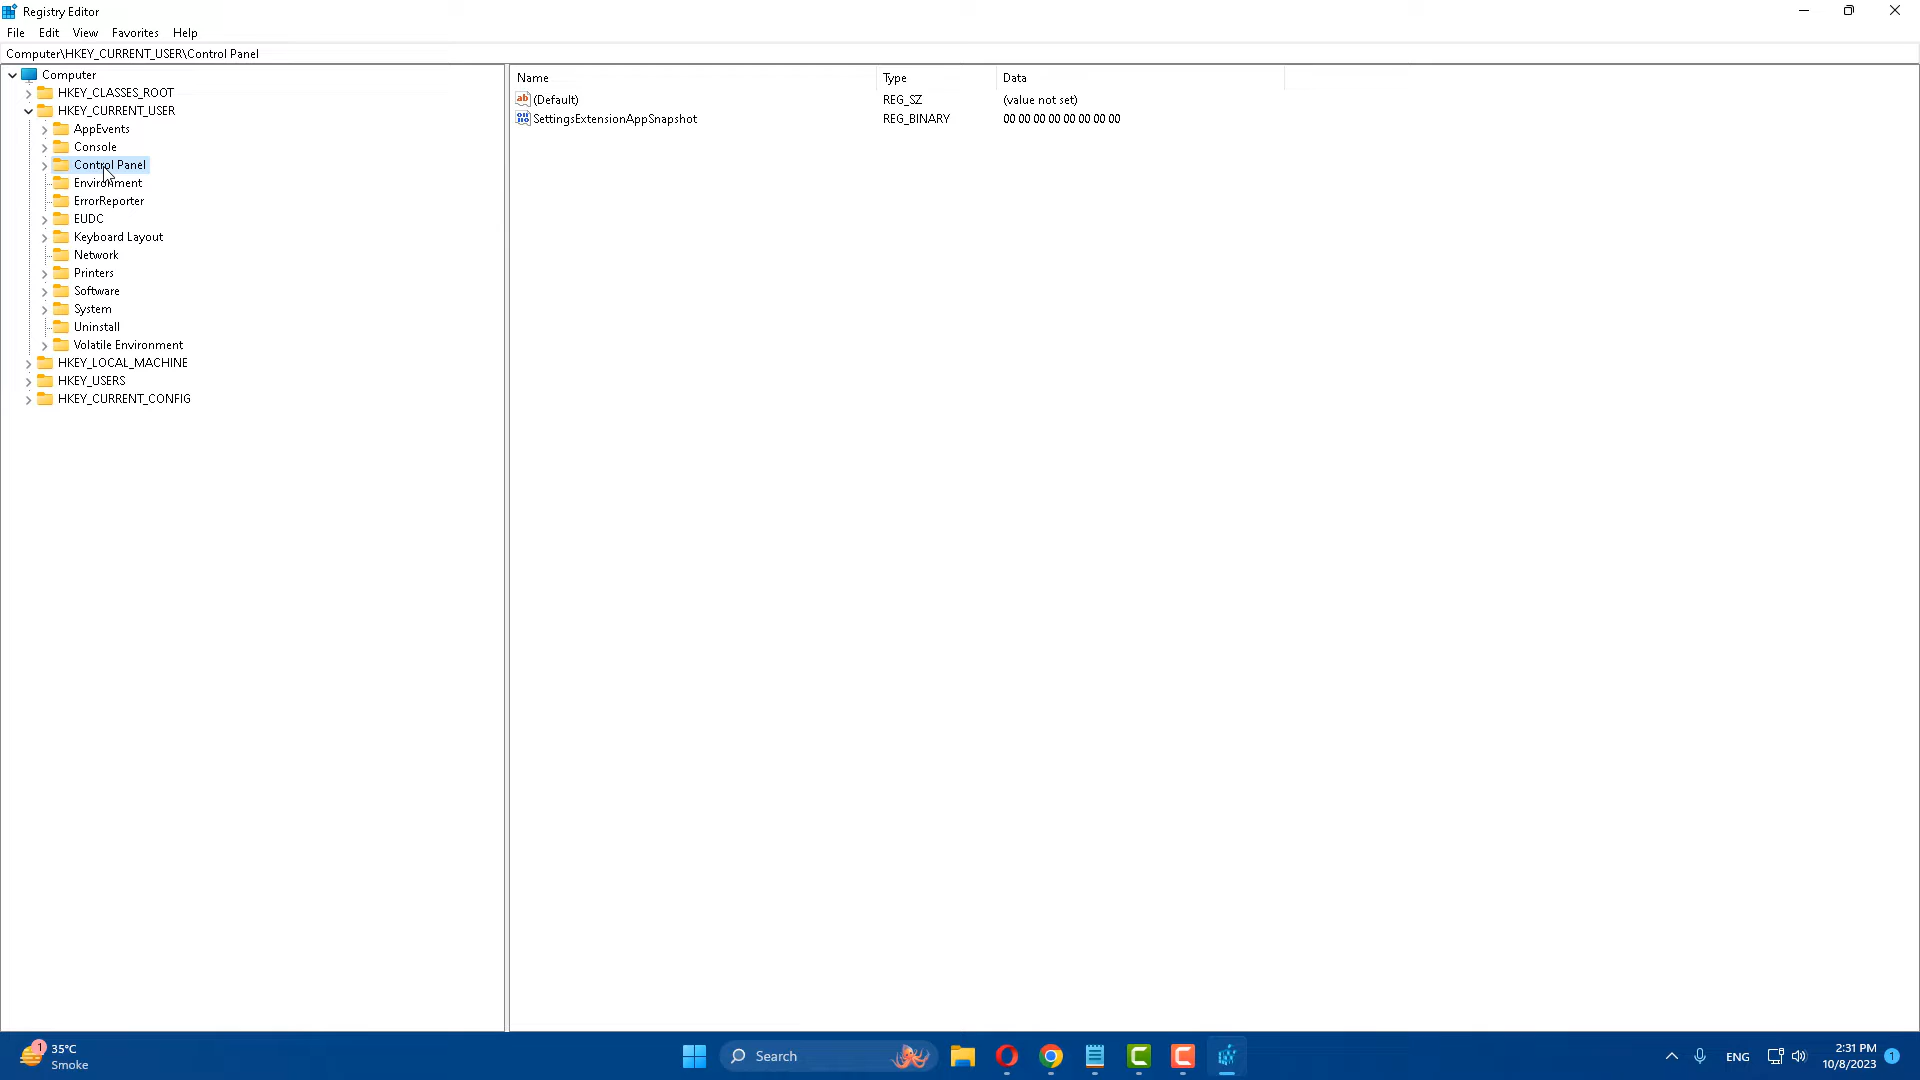 Registry Editor
File Edit View Favorites Help
Computer\HKEY_CURRENT_USER\Control Panel
Computer
HKEY_CLASSES_ROOT
HKEY_CURRENT_USER
AppEvents
Console
Control Panel
Environment
ErrorReporter
EUDC
Keyboard Layout
Network
Printers
Software
System
Uninstall
Volatile Environment
HKEY_LOCAL_MACHINE
HKEY_USERS
HKEY_CURRENT_CONFIG
Name Type Data
(Default) REG_SZ (value not set)
SettingsExtensionAppSnapshot REG_BINARY 00 00 00 00 00 00 00 00
1
35°C
Smoke
Search
ENG
2:31 PM
10/8/2023
1